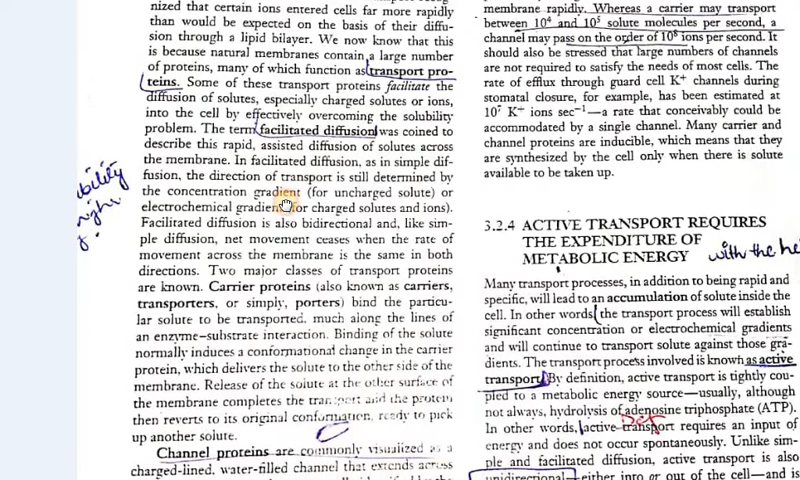 nized that certain ions entered cells far more rapidly
than would be expected on the basis of their diffu-
sion through a lipid bilayer. We now know that this
is because natural membranes contain a large number
of proteins, many of which function as transport pro-
teins. Some of these transport proteins facilitate the
diffusion of solutes, especially charged solutes or ions,
into the cell by effectively overcoming the solubility
problem. The term facilitated diffusion was coined to
describe this rapid, assisted diffusion of solutes across
the membrane. In facilitated diffusion, as in simple dif-
fusion, the direction of transport is still determined by
the concentration gradient (for uncharged solute) or
electrochemical gradient for charged solutes and ions).
Facilitated diffusion is also bidirectional and, like sim-
ple diffusion, net movement ceases when the rate of
movement across the membrane is the same in both
directions. Two major classes of transport proteins
are known. Carrier proteins (also known as carriers,
transporters, or simply, porters) bind the particu-
lar solute to be transported, much along the lines of
an enzyme–substrate interaction. Binding of the solute
normally induces a conformational change in the carrier
protein, which delivers the solute to the other side of the
membrane. Release of the solute at the other surface of
the membrane completes the transport and the protein
then reverts to its original conformation, ready to pick
up another solute.
Channel proteins are commonly visualized as a
charged-lined, water-filled channel that extends across
membrane rapidly. Whereas a carrier may transport
between 10⁴ and 10⁵ solute molecules per second, a
channel may pass on the order of 10⁸ ions per second. It
should also be stressed that large numbers of channels
are not required to satisfy the needs of most cells. The
rate of efflux through guard cell K⁺ channels during
stomatal closure, for example, has been estimated at
10⁷ K⁺ ions sec⁻¹—a rate that conceivably could be
accommodated by a single channel. Many carrier and
channel proteins are inducible, which means that they
are synthesized by the cell only when there is solute
available to be taken up.
3.2.4 ACTIVE TRANSPORT REQUIRES
THE EXPENDITURE OF
METABOLIC ENERGY with the he
Many transport processes, in addition to being rapid and
specific, will lead to an accumulation of solute inside the
cell. In other words, the transport process will establish
significant concentration or electrochemical gradients
and will continue to transport solute against those gra-
dients. The transport process involved is known as active
transport. By definition, active transport is tightly cou-
pled to a metabolic energy source—usually, although
not always, hydrolysis of adenosine triphosphate (ATP).
In other words, active transport requires an input of
energy and does not occur spontaneously. Unlike sim-
ple and facilitated diffusion, active transport is also
unidirectional—either into or out of the cell—and is